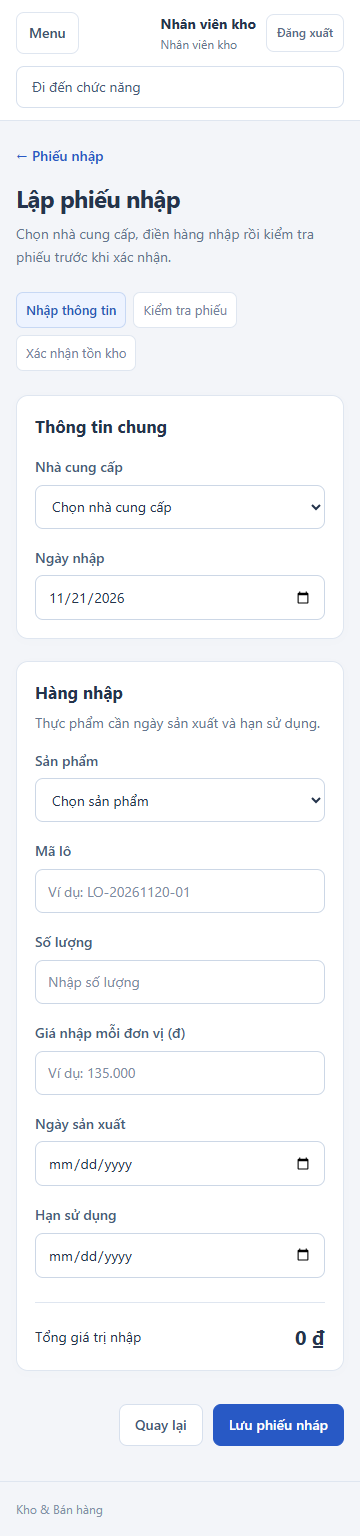 Menu
Nhân viên kho
Nhân viên kho
Đăng xuất
Đi đến chức năng
← Phiếu nhập
Lập phiếu nhập
Chọn nhà cung cấp, điền hàng nhập rồi kiểm tra
phiếu trước khi xác nhận.
Nhập thông tin
Kiểm tra phiếu
Xác nhận tồn kho
Thông tin chung
Nhà cung cấp
Chọn nhà cung cấp
Ngày nhập
11/21/2026
Hàng nhập
Thực phẩm cần ngày sản xuất và hạn sử dụng.
Sản phẩm
Chọn sản phẩm
Mã lô
Ví dụ: LO-20261120-01
Số lượng
Nhập số lượng
Giá nhập mỗi đơn vị (đ)
Ví dụ: 135.000
Ngày sản xuất
mm/dd/yyyy
Hạn sử dụng
mm/dd/yyyy
Tổng giá trị nhập
0 ₫
Quay lại
Lưu phiếu nháp
Kho & Bán hàng